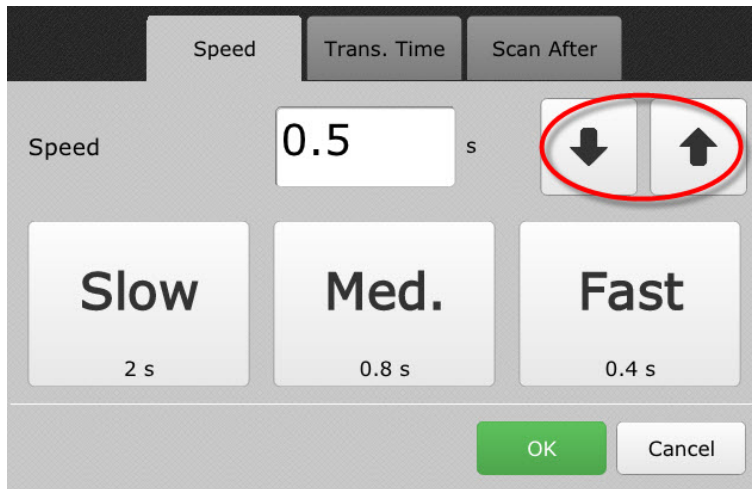 Speed Trans. Time Scan After
Speed 0.5 s
Slow Med. Fast
2 s 0.8 s 0.4 s
OK Cancel